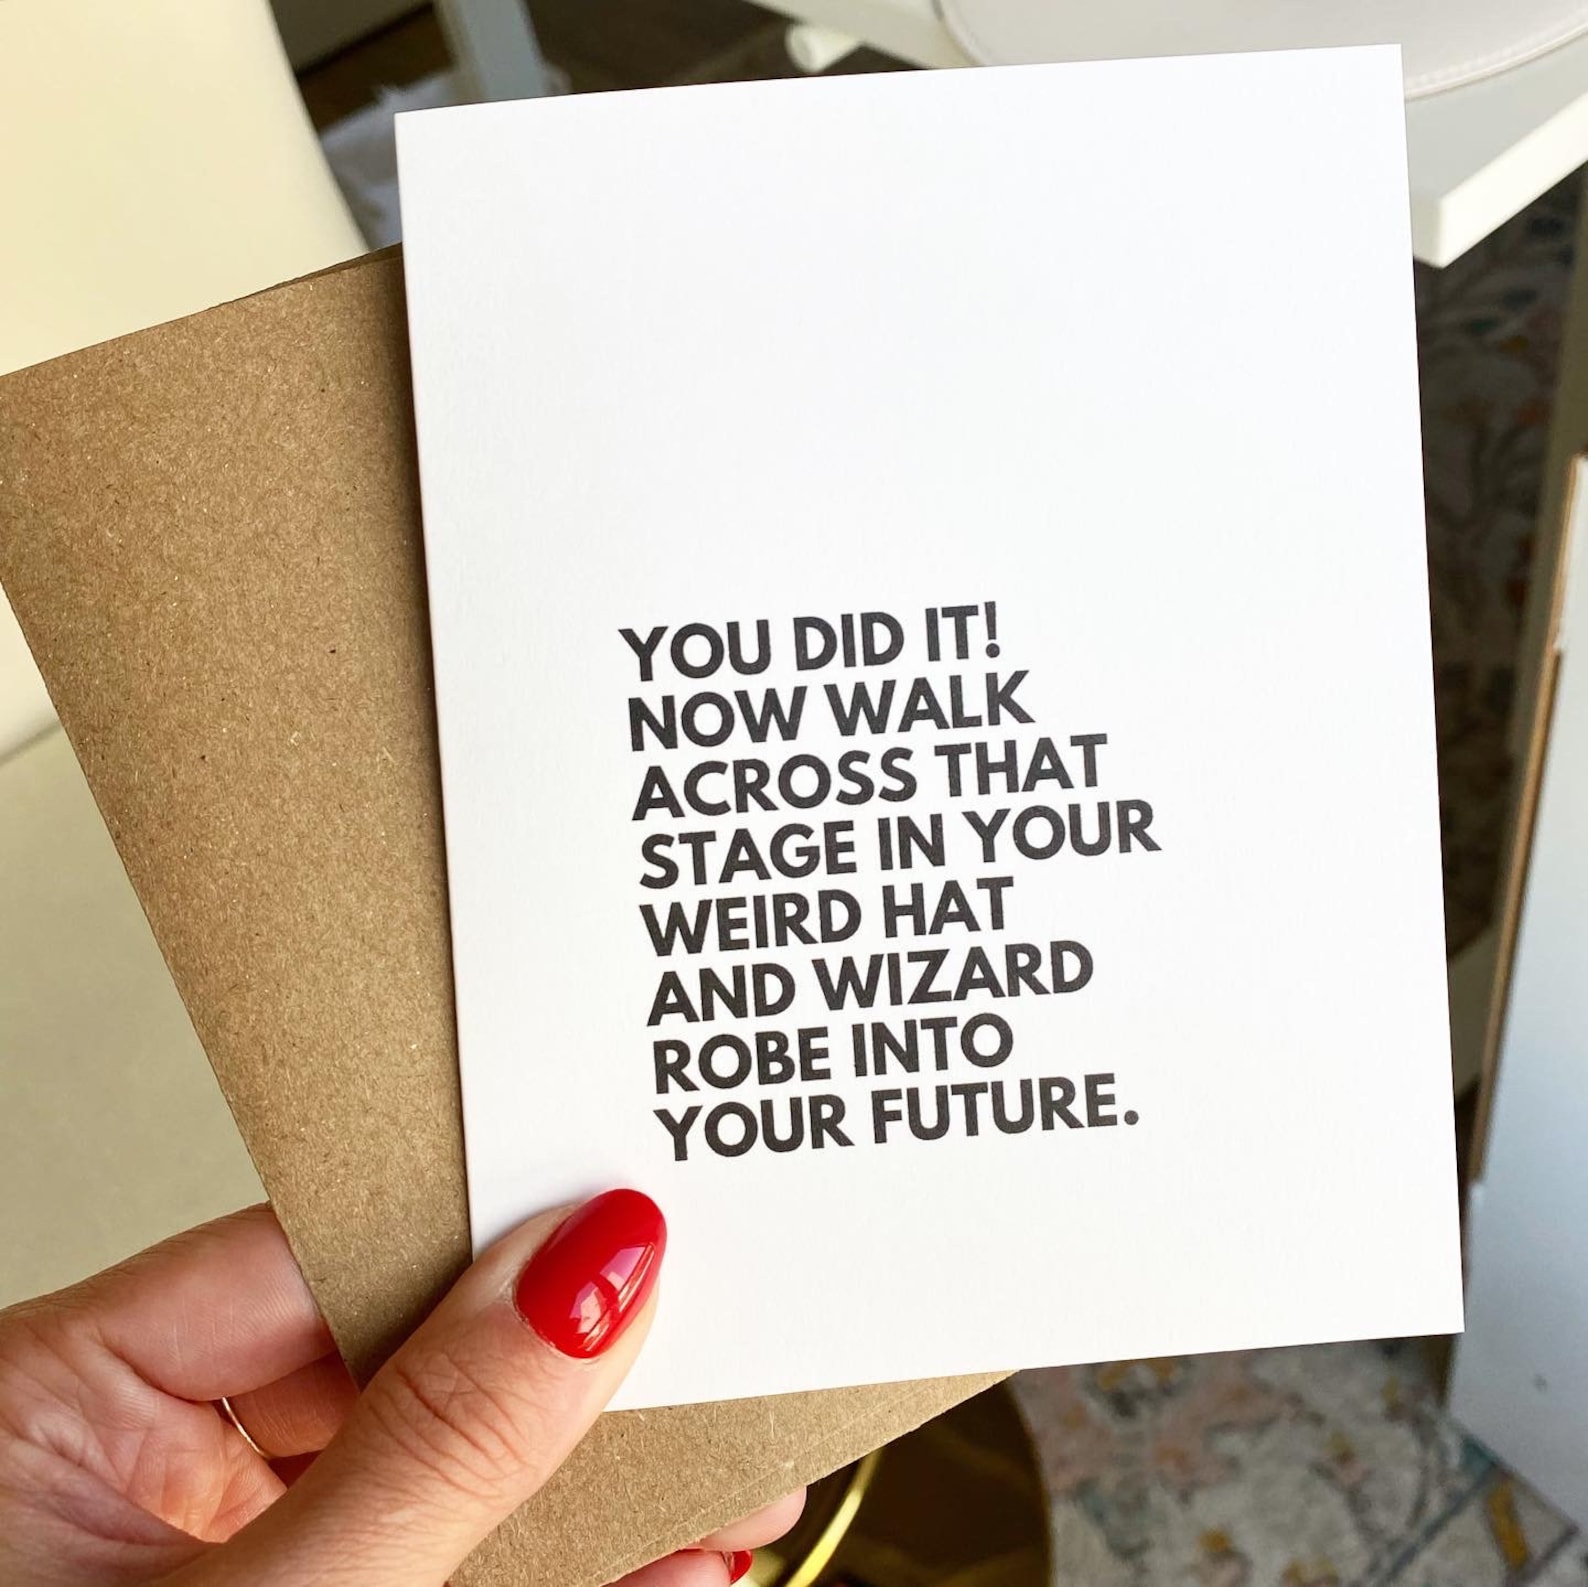 YOU DID IT!
NOW WALK
ACROSS THAT
STAGE IN YOUR
WEIRD HAT
AND WIZARD
ROBE INTO
YOUR FUTURE.